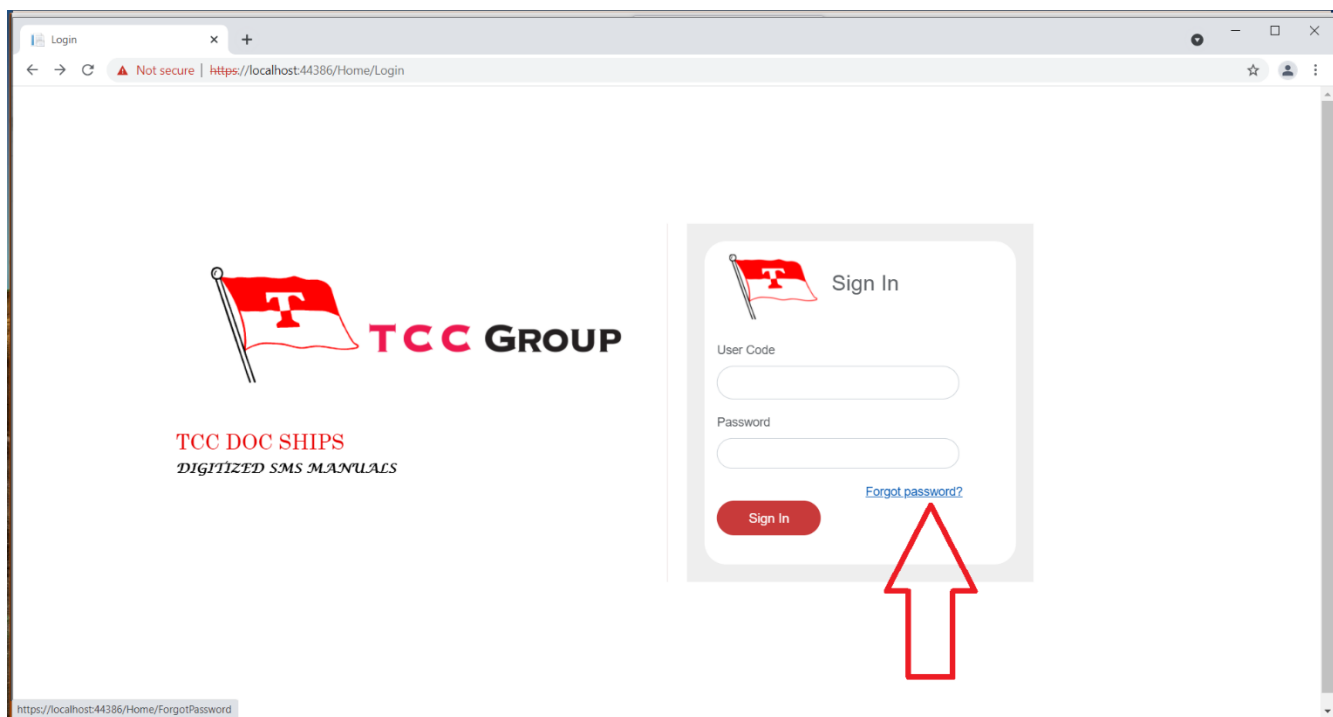 Login
Not secure | https://localhost:44386/Home/Login
T
TCC GROUP
TCC DOC SHIPS
DIGITIZED SMS MANUALS
T
Sign In
User Code
Password
Forgot password?
Sign In
https://localhost:44386/Home/ForgotPassword